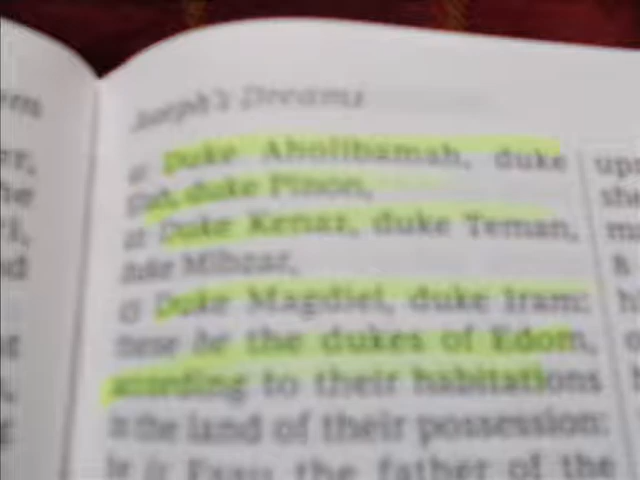 Joseph's Dreams
41 Duke Aholibamah, duke
Elah, duke Pinon,
42 Duke Kenaz, duke Teman,
duke Mibzar,
43 Duke Magdiel, duke Iram:
these be the dukes of Edom,
according to their habitations
in the land of their possession:
he is Esau the father of the